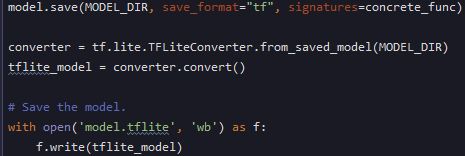 model.save(MODEL_DIR, save_format="tf", signatures=concrete_func)
converter = tf.lite.TFLiteConverter.from_saved_model(MODEL_DIR)
tflite_model = converter.convert()
# Save the model.
with open('model.tflite', 'wb') as f:
    f.write(tflite_model)